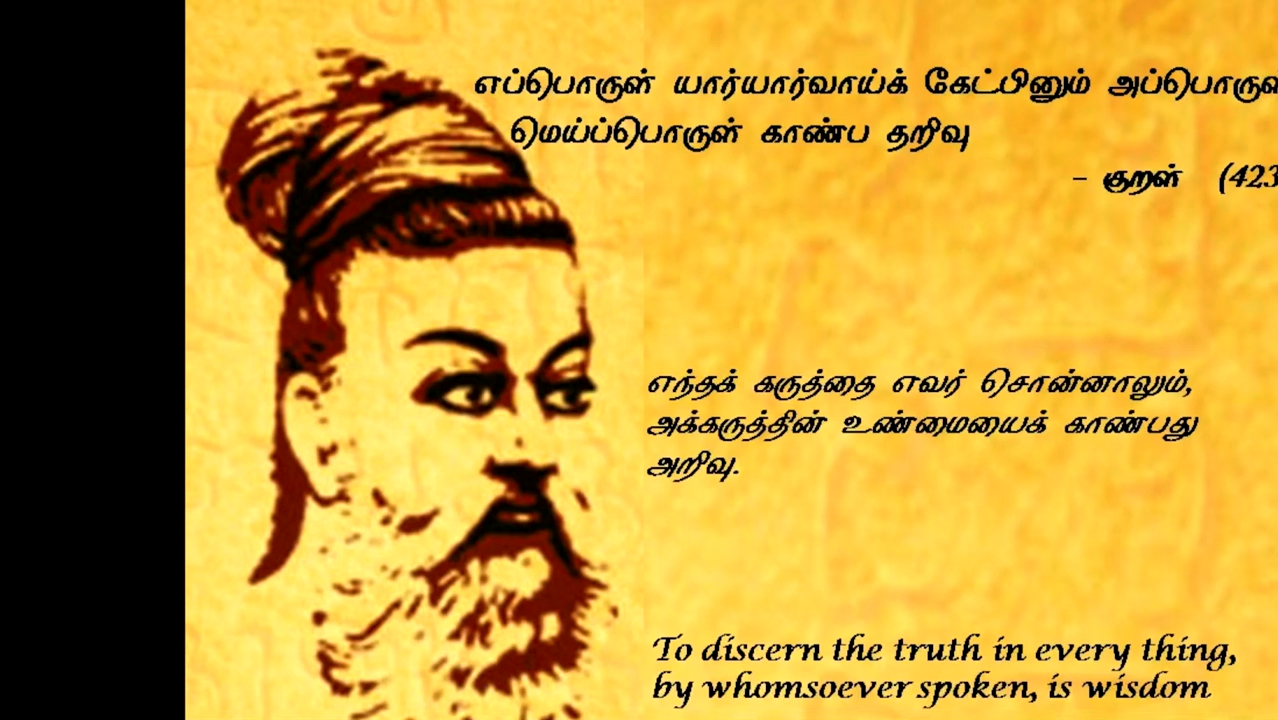 எப்பொருள் யார்யார்வாய்க் கேட்பினும் அப்பொருள்
மெய்ப்பொருள் காண்ப தறிவு
- குறள் (423
எந்தக் கருத்தை எவர் சொன்னாலும்,
அக்கருத்தின் உண்மையைக் காண்பது
அறிவு.
To discern the truth in every thing,
by whomsoever spoken, is wisdom